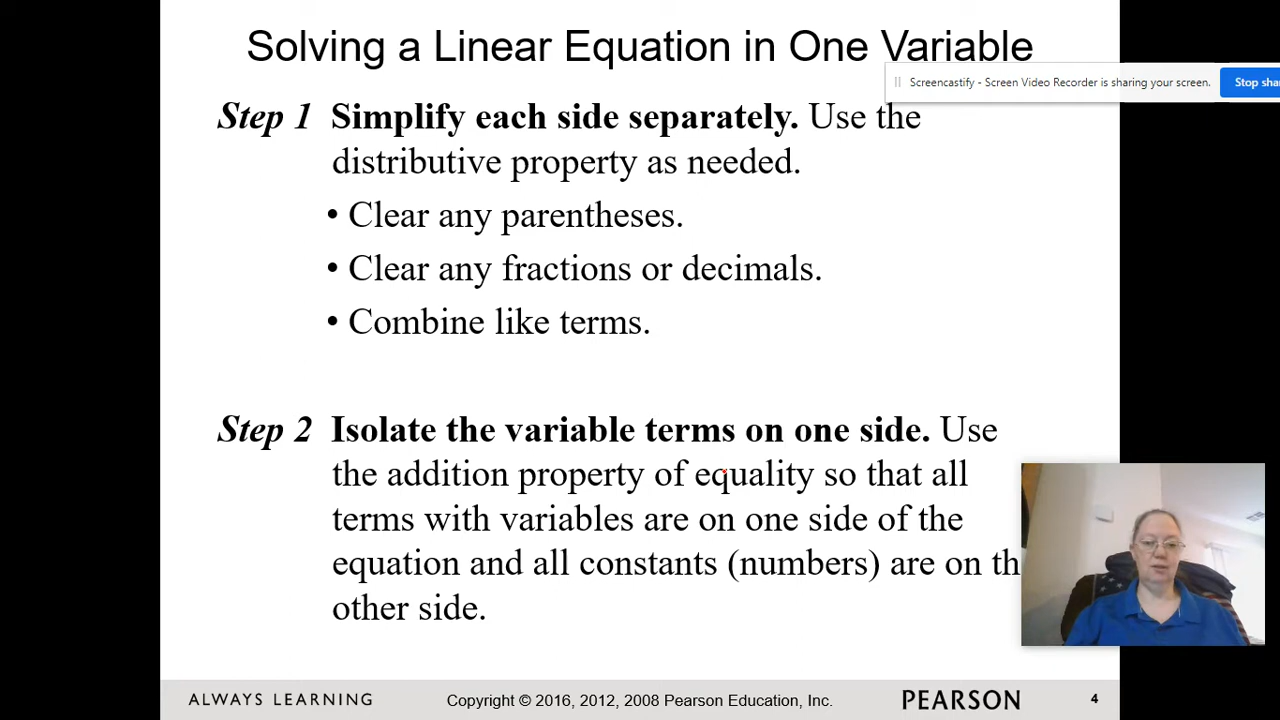 Solving a Linear Equation in One Variable
Screencastify - Screen Video Recorder is sharing your screen.
Stop sha
Step 1 Simplify each side separately. Use the
distributive property as needed.
• Clear any parentheses.
• Clear any fractions or decimals.
• Combine like terms.
Step 2 Isolate the variable terms on one side. Use
the addition property of equality so that all
terms with variables are on one side of the
equation and all constants (numbers) are on th
other side.
ALWAYS LEARNING
Copyright © 2016, 2012, 2008 Pearson Education, Inc.
PEARSON
4